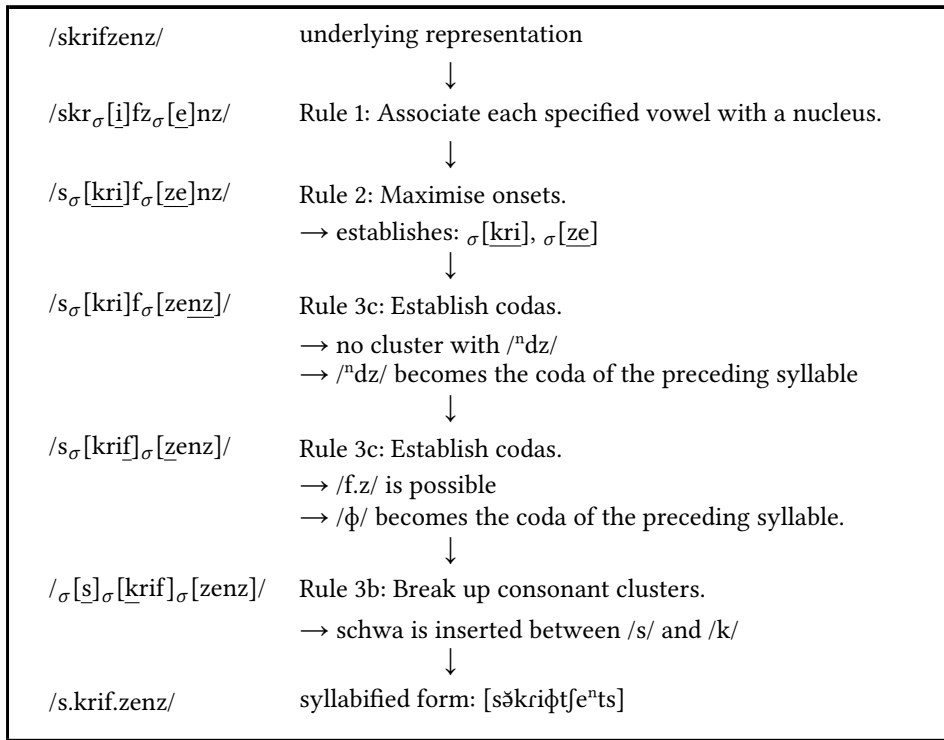 /skrifzenz/ underlying representation
↓
/skrσ[i]fzσ[e]nz/ Rule 1: Associate each specified vowel with a nucleus.
↓
/sσ[kri]fσ[ze]nz/ Rule 2: Maximise onsets.
→ establishes: σ[kri], σ[ze]
↓
/sσ[kri]fσ[zenz]/ Rule 3c: Establish codas.
→ no cluster with /ⁿdz/
→ /ⁿdz/ becomes the coda of the preceding syllable
↓
/sσ[krif]σ[zenz]/ Rule 3c: Establish codas.
→ /f.z/ is possible
→ /ɸ/ becomes the coda of the preceding syllable.
↓
/σ[s]σ[krif]σ[zenz]/ Rule 3b: Break up consonant clusters.
→ schwa is inserted between /s/ and /k/
↓
/s.krif.zenz/ syllabified form: [sə̆kɾiɸtʃeⁿts]